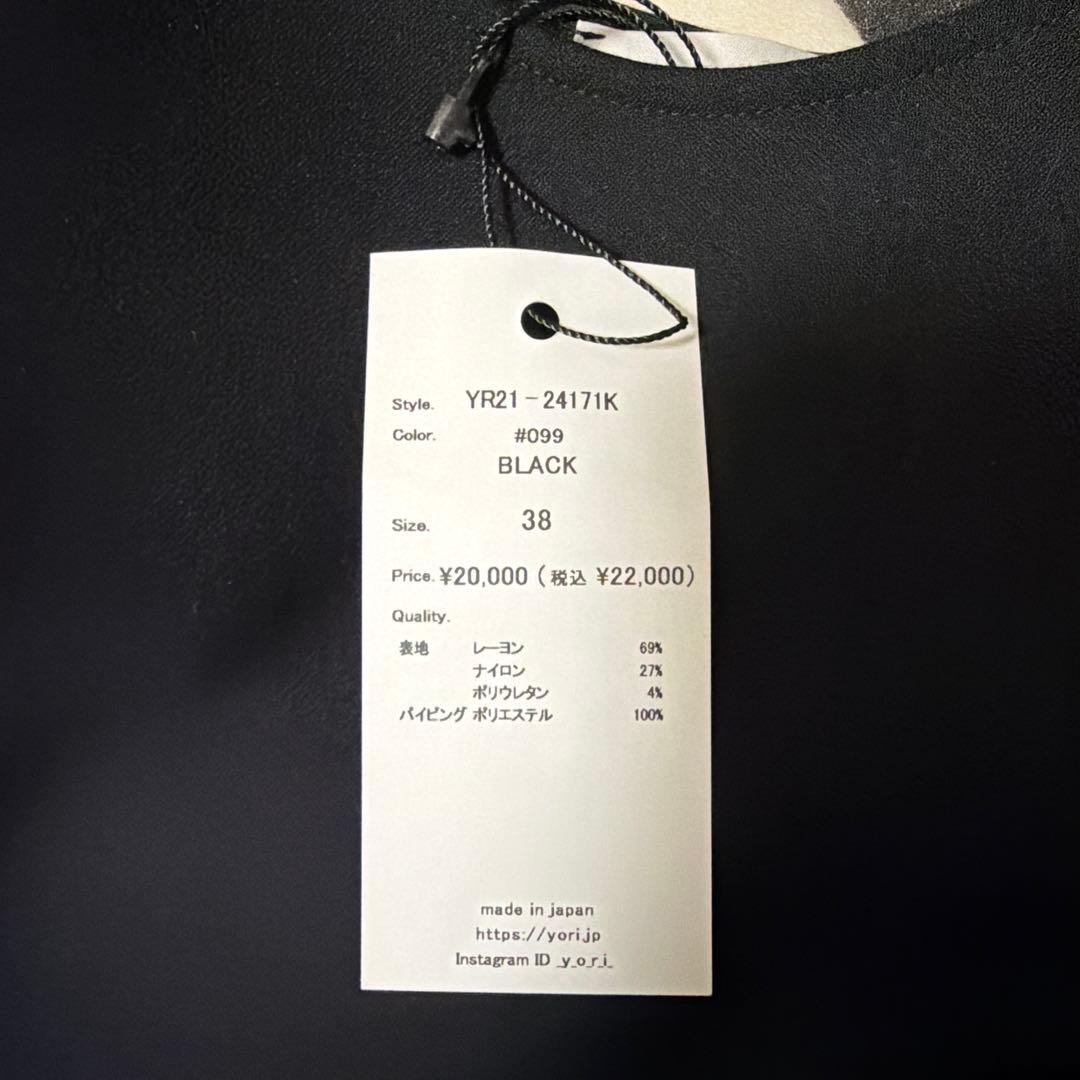 Style. YR21-24171K
Color. #099
BLACK
Size. 38
Price. ¥20,000 (税込 ¥22,000)
Quality.
表地 レーヨン 69%
ナイロン 27%
ポリウレタン 4%
パイピング ポリエステル 100%
made in japan
https://yori.jp
Instagram ID _y_o_r_i_